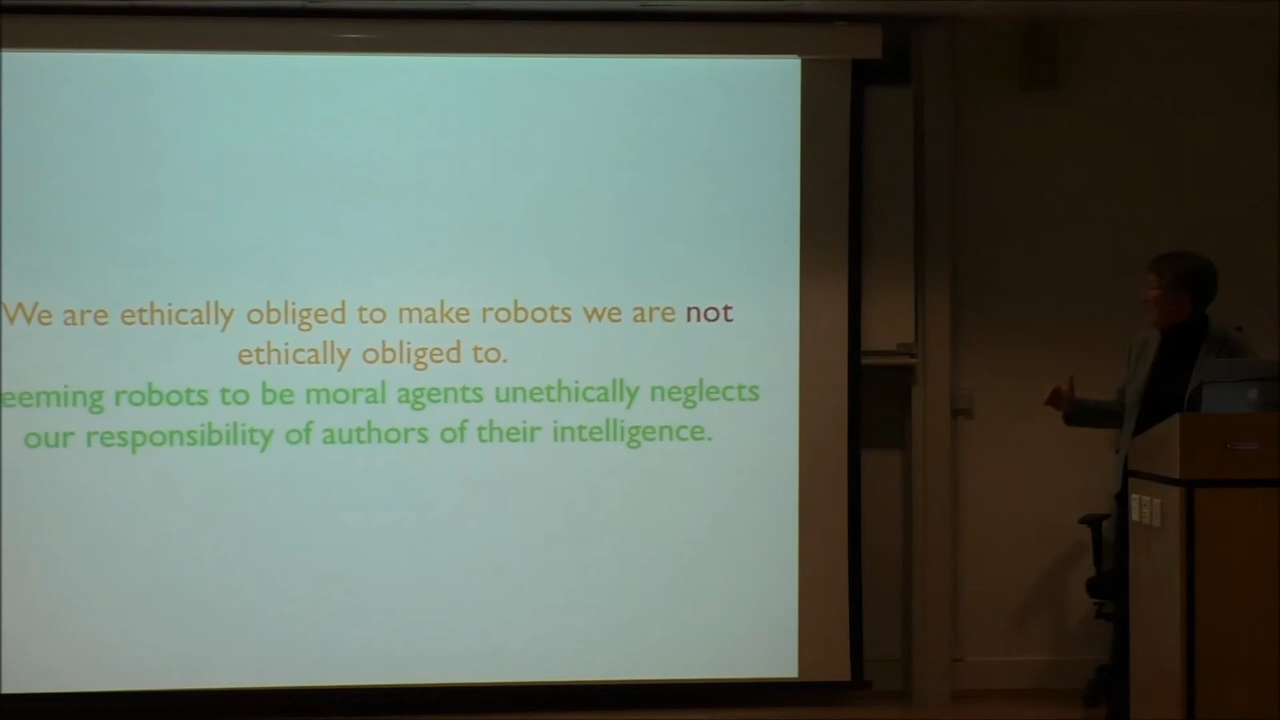 We are ethically obliged to make robots we are not
ethically obliged to.
eeming robots to be moral agents unethically neglects
our responsibility of authors of their intelligence.